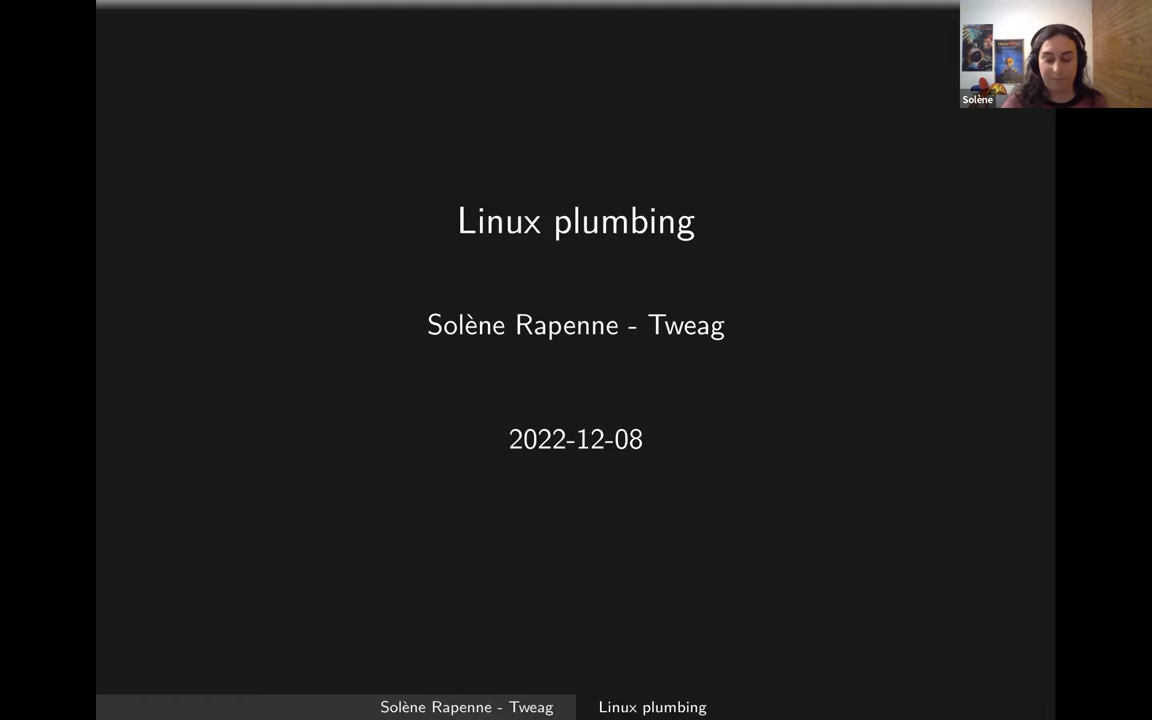 Solène
Linux plumbing
Solène Rapenne - Tweag
2022-12-08
Solène Rapenne - Tweag
Linux plumbing